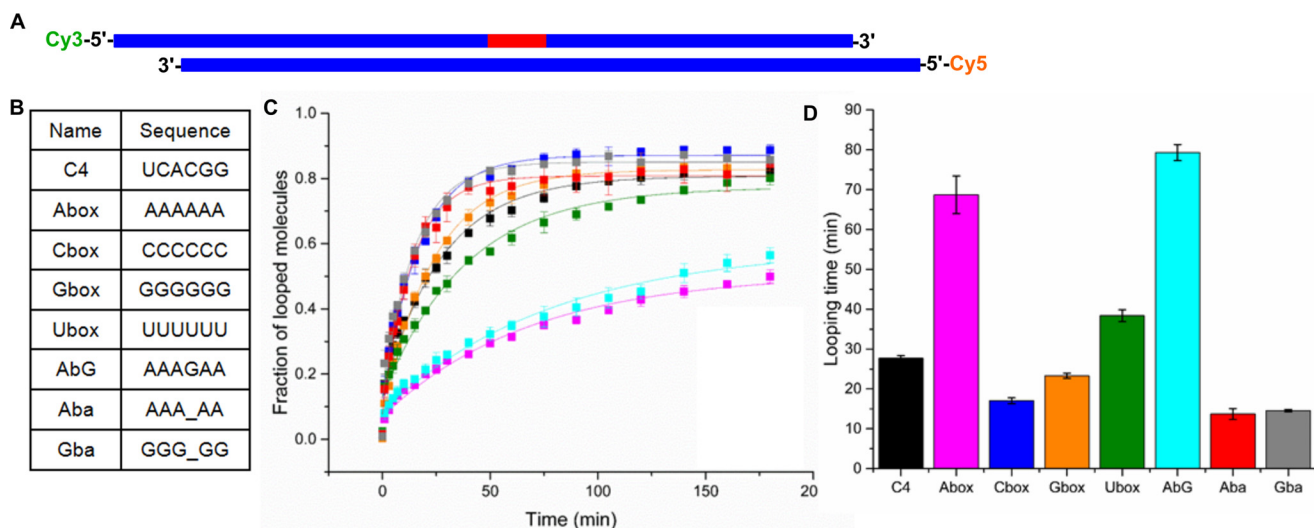 A
Cy3-5'-
-3'
3'-
-5'-Cy5
B
Name Sequence
C4 UCACGG
Abox AAAAAA
Cbox CCCCCC
Gbox GGGGGG
Ubox UUUUUU
AbG AAAGAA
Aba AAA_AA
Gba GGG_GG
C
1.0
0.8
0.6
0.4
0.2
0.0
Fraction of looped molecules
0 50 100 150 20
Time (min)
D
90
80
70
60
50
40
30
20
10
0
Looping time (min)
C4 Abox Cbox Gbox Ubox AbG Aba Gba